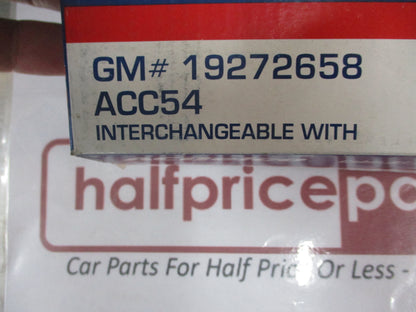 GM# 19272658
ACC54
INTERCHANGEABLE WITH
halfpricepa
Car Parts For Half Price Or Less -